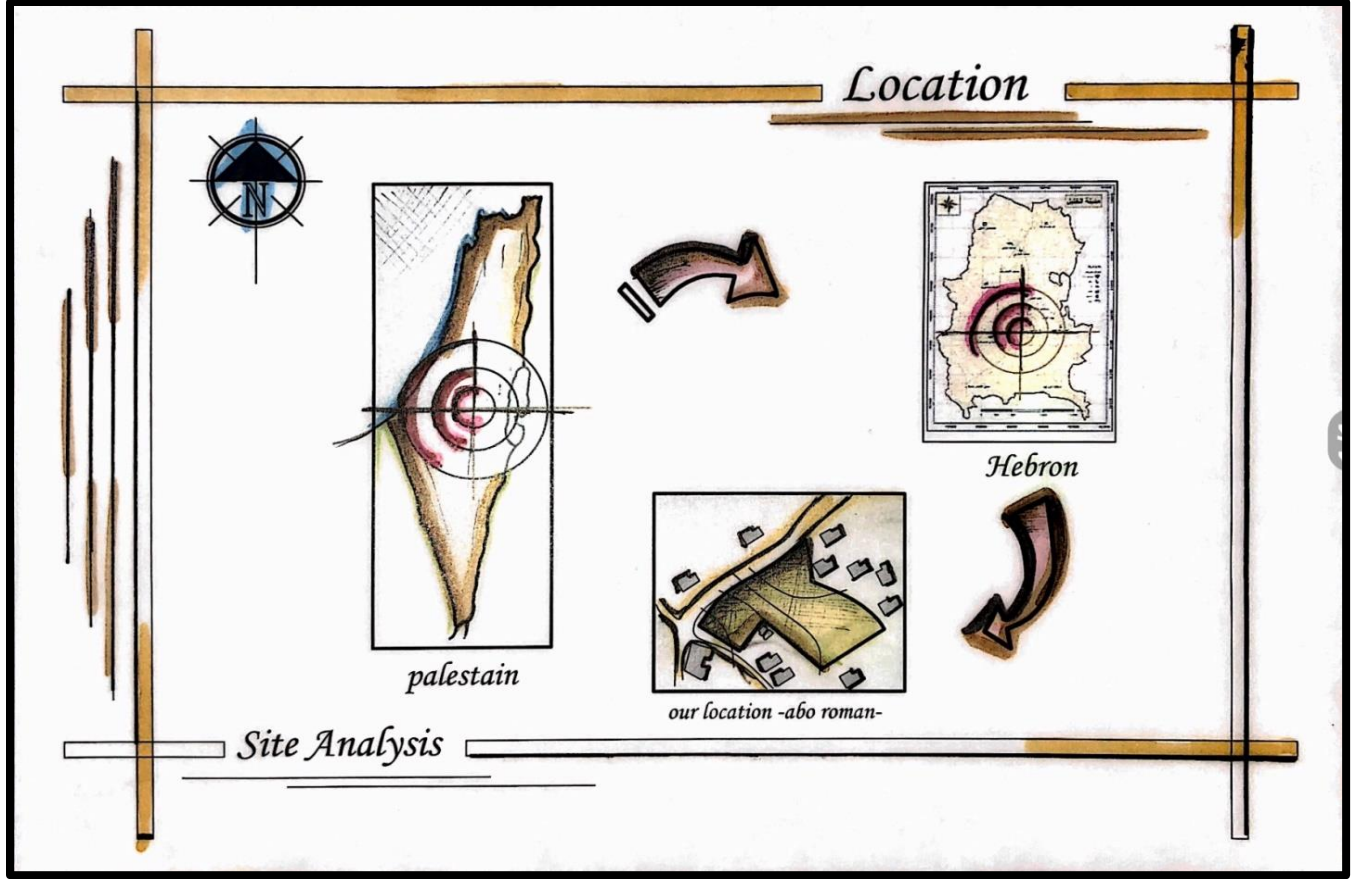 Location
N
Hebron
palestain
our location -abo roman-
Site Analysis